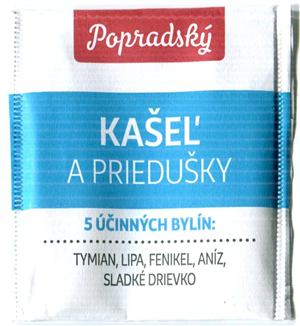 Popradský
KAŠEĽ
A PRIEDUŠKY
5 ÚČINNÝCH BYLÍN:
TYMIAN, LIPA, FENIKEL, ANÍZ,
SLADKÉ DRIEVKO